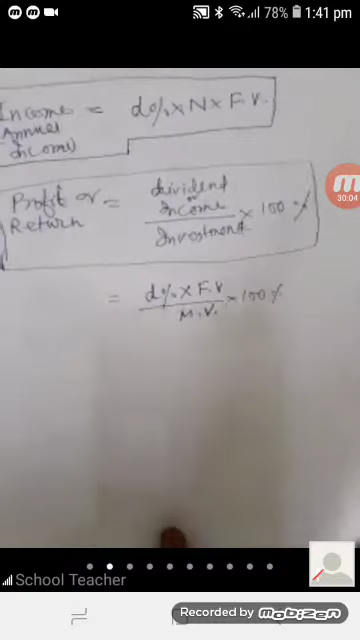 78% 1:41 pm
Income = d% × N × F.V.
(Annual
Income)
Profit or Return = dividend or Income / Investment × 100 %
30:04
= d% × F.V / M.V. × 100 %
School Teacher
Recorded by mobizen